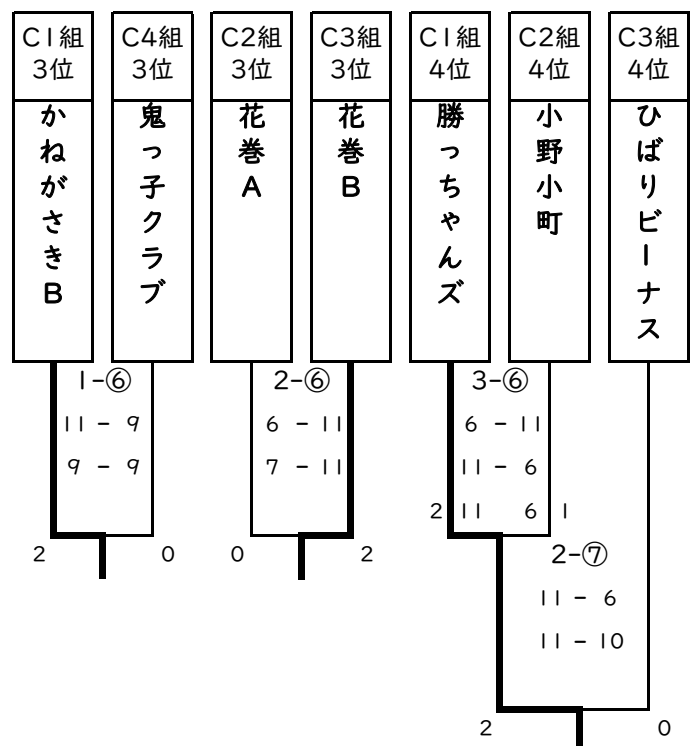 C1組 C4組 C2組 C3組 C1組 C2組 C3組
3位 3位 3位 3位 4位 4位 4位
かねがさきB
鬼っ子クラブ
花巻A
花巻B
勝っちゃんズ
小野小町
ひばりビーナス
1-⑥ 2-⑥ 3-⑥
11 - 9 6 - 11 6 - 11
9 - 9 7 - 11 11 - 6
2 11 6 1
2 0 0 2 2-⑦
11 - 6
11 - 10
2 0